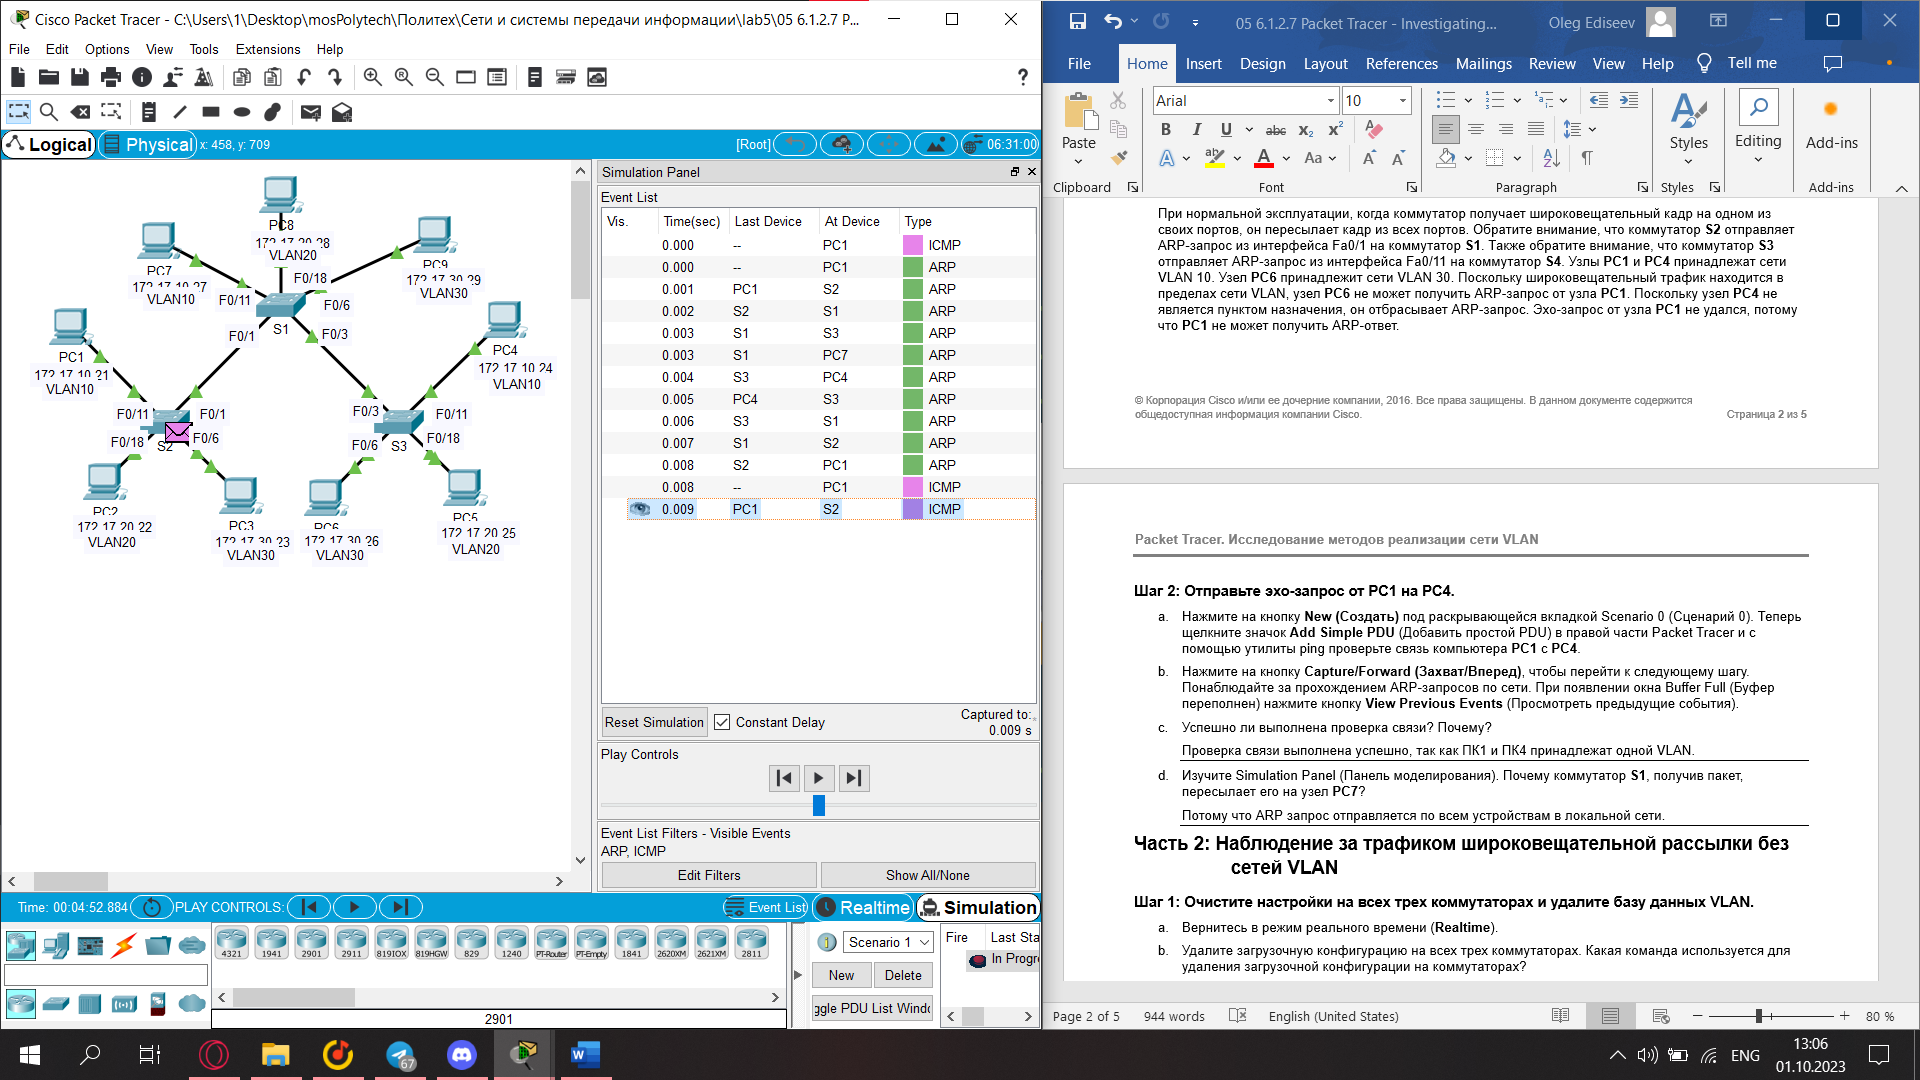 Cisco Packet Tracer - C:\Users\1\Desktop\mosPolytech\Политех\Сети и системы передачи информации\lab5\05 6.1.2.7 P...
File Edit Options View Tools Extensions Help
?
Logical Physical x: 458, y: 709 [Root] 06:31:00
PC8
172.17.20.28
VLAN20
PC7
172.17.10.27
VLAN10
PC9
172.17.30.29
VLAN30
F0/18
F0/11
F0/6
S1
F0/1
F0/3
PC1
172.17.10.21
VLAN10
PC4
172.17.10.24
VLAN10
F0/11
F0/1
F0/18
F0/6
S2
F0/3
F0/11
F0/6
F0/18
S3
PC2
172.17.20.22
VLAN20
PC3
172.17.30.23
VLAN30
PC6
172.17.30.26
VLAN30
PC5
172.17.20.25
VLAN20
Simulation Panel
Event List
Vis. Time(sec) Last Device At Device Type
0.000 -- PC1 ICMP
0.000 -- PC1 ARP
0.001 PC1 S2 ARP
0.002 S2 S1 ARP
0.003 S1 S3 ARP
0.003 S1 PC7 ARP
0.004 S3 PC4 ARP
0.005 PC4 S3 ARP
0.006 S3 S1 ARP
0.007 S1 S2 ARP
0.008 S2 PC1 ARP
0.008 -- PC1 ICMP
0.009 PC1 S2 ICMP
Reset Simulation Constant Delay Captured to:
0.009 s
Play Controls
Event List Filters - Visible Events
ARP, ICMP
Edit Filters Show All/None
Time: 00:04:52.884 PLAY CONTROLS: Event List Realtime Simulation
4321 1941 2901 2911 819IOX 819HGW 829 1240 PT-Router PT-Empty 1841 2620XM 2621XM 2811
2901
Scenario 1
New Delete
ggle PDU List Windo
Fire Last Sta
In Progre
05 6.1.2.7 Packet Tracer - Investigating... Oleg Ediseev
File Home Insert Design Layout References Mailings Review View Help Tell me
Paste
Arial 10
B I U abc x₂ x²
A ab A Aa A A
Styles
Editing
Add-ins
Clipboard Font Paragraph Styles Add-ins
При нормальной эксплуатации, когда коммутатор получает широковещательный кадр на одном из
своих портов, он пересылает кадр из всех портов. Обратите внимание, что коммутатор S2 отправляет
ARP-запрос из интерфейса Fa0/1 на коммутатор S1. Также обратите внимание, что коммутатор S3
отправляет ARP-запрос из интерфейса Fa0/11 на коммутатор S4. Узлы PC1 и PC4 принадлежат сети
VLAN 10. Узел PC6 принадлежит сети VLAN 30. Поскольку широковещательный трафик находится в
пределах сети VLAN, узел PC6 не может получить ARP-запрос от узла PC1. Поскольку узел PC4 не
является пунктом назначения, он отбрасывает ARP-запрос. Эхо-запрос от узла PC1 не удался, потому
что PC1 не может получить ARP-ответ.
© Корпорация Cisco и/или ее дочерние компании, 2016. Все права защищены. В данном документе содержится
общедоступная информация компании Cisco. Страница 2 из 5
Packet Tracer. Исследование методов реализации сети VLAN
Шаг 2: Отправьте эхо-запрос от PC1 на PC4.
a. Нажмите на кнопку New (Создать) под раскрывающейся вкладкой Scenario 0 (Сценарий 0). Теперь
щелкните значок Add Simple PDU (Добавить простой PDU) в правой части Packet Tracer и с
помощью утилиты ping проверьте связь компьютера PC1 с PC4.
b. Нажмите на кнопку Capture/Forward (Захват/Вперед), чтобы перейти к следующему шагу.
Понаблюдайте за прохождением ARP-запросов по сети. При появлении окна Buffer Full (Буфер
переполнен) нажмите кнопку View Previous Events (Просмотреть предыдущие события).
c. Успешно ли выполнена проверка связи? Почему?
Проверка связи выполнена успешно, так как ПК1 и ПК4 принадлежат одной VLAN.
d. Изучите Simulation Panel (Панель моделирования). Почему коммутатор S1, получив пакет,
пересылает его на узел PC7?
Потому что ARP запрос отправляется по всем устройствам в локальной сети.
Часть 2: Наблюдение за трафиком широковещательной рассылки без
сетей VLAN
Шаг 1: Очистите настройки на всех трех коммутаторах и удалите базу данных VLAN.
a. Вернитесь в режим реального времени (Realtime).
b. Удалите загрузочную конфигурацию на всех трех коммутаторах. Какая команда используется для
удаления загрузочной конфигурации на коммутаторах?
Page 2 of 5 944 words English (United States) 80 %
67
ENG
13:06
01.10.2023